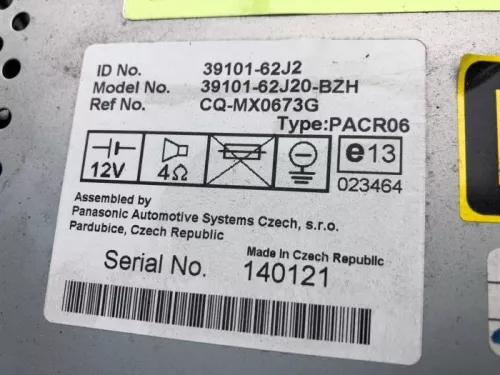 ID No. 39101-62J2
Model No. 39101-62J20-BZH
Ref No. CQ-MX0673G
Type:PACR06
12V 4Ω e13
023464
Assembled by
Panasonic Automotive Systems Czech, s.r.o.
Pardubice, Czech Republic
Made in Czech Republic
Serial No. 140121